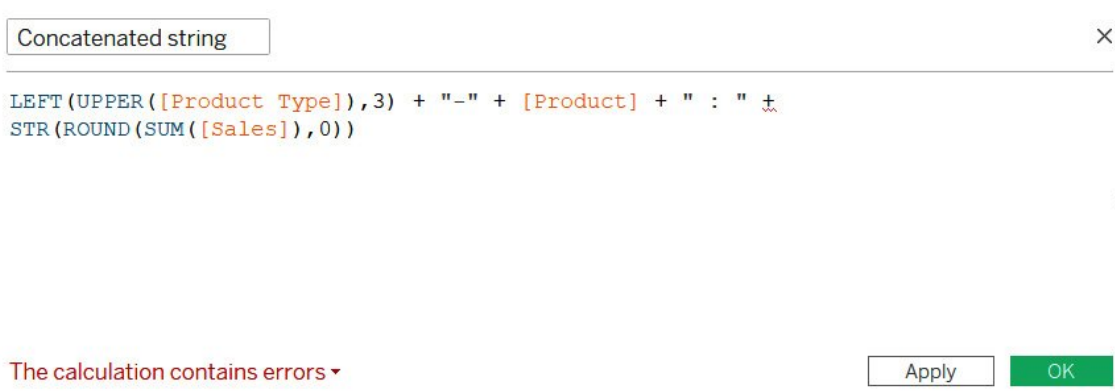 Concatenated string
×
LEFT(UPPER([Product Type]),3) + "-" + [Product] + " : " +
STR(ROUND(SUM([Sales]),0))
The calculation contains errors
Apply
OK